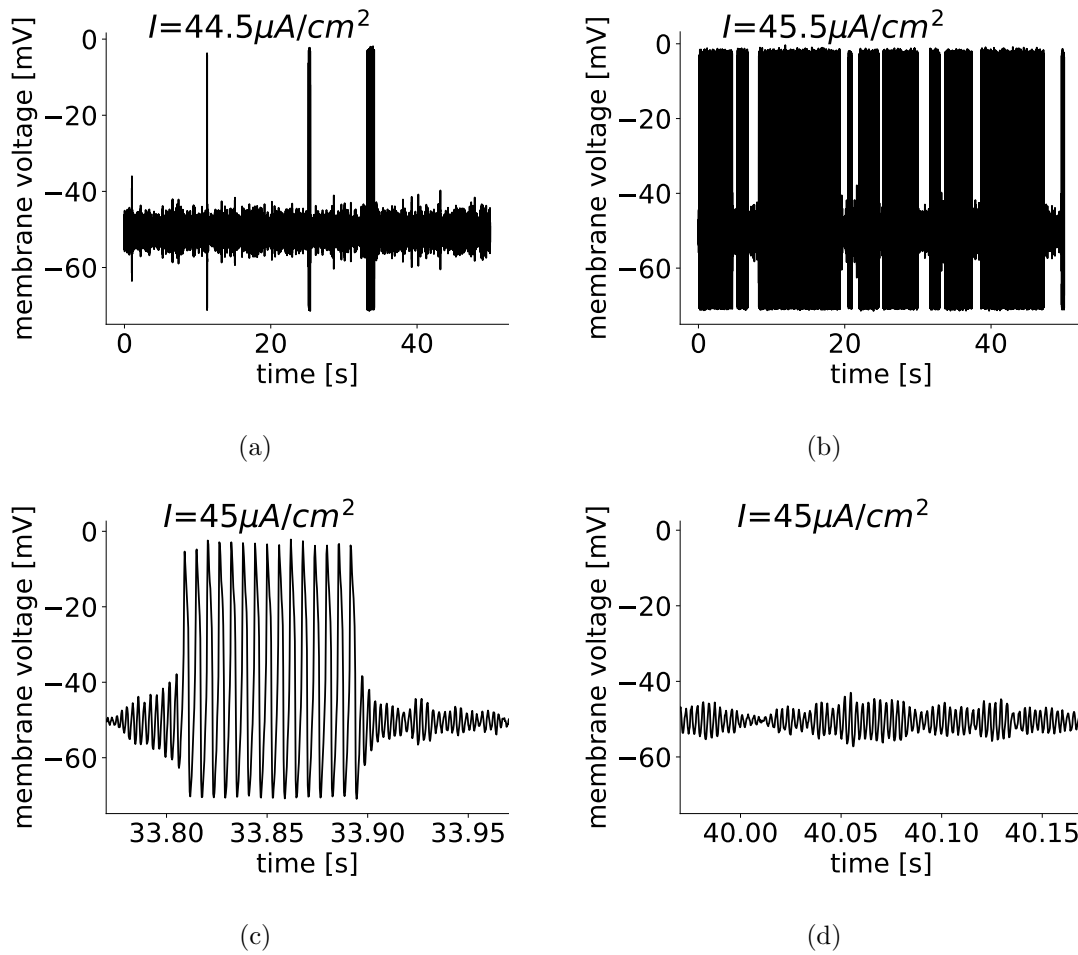 I=44.5μA/cm²
membrane voltage [mV]
0
−20
−40
−60
0 20 40
time [s]
(a)
I=45.5μA/cm²
membrane voltage [mV]
0
−20
−40
−60
0 20 40
time [s]
(b)
I=45μA/cm²
membrane voltage [mV]
0
−20
−40
−60
33.80 33.85 33.90 33.95
time [s]
(c)
I=45μA/cm²
membrane voltage [mV]
0
−20
−40
−60
40.00 40.05 40.10 40.15
time [s]
(d)